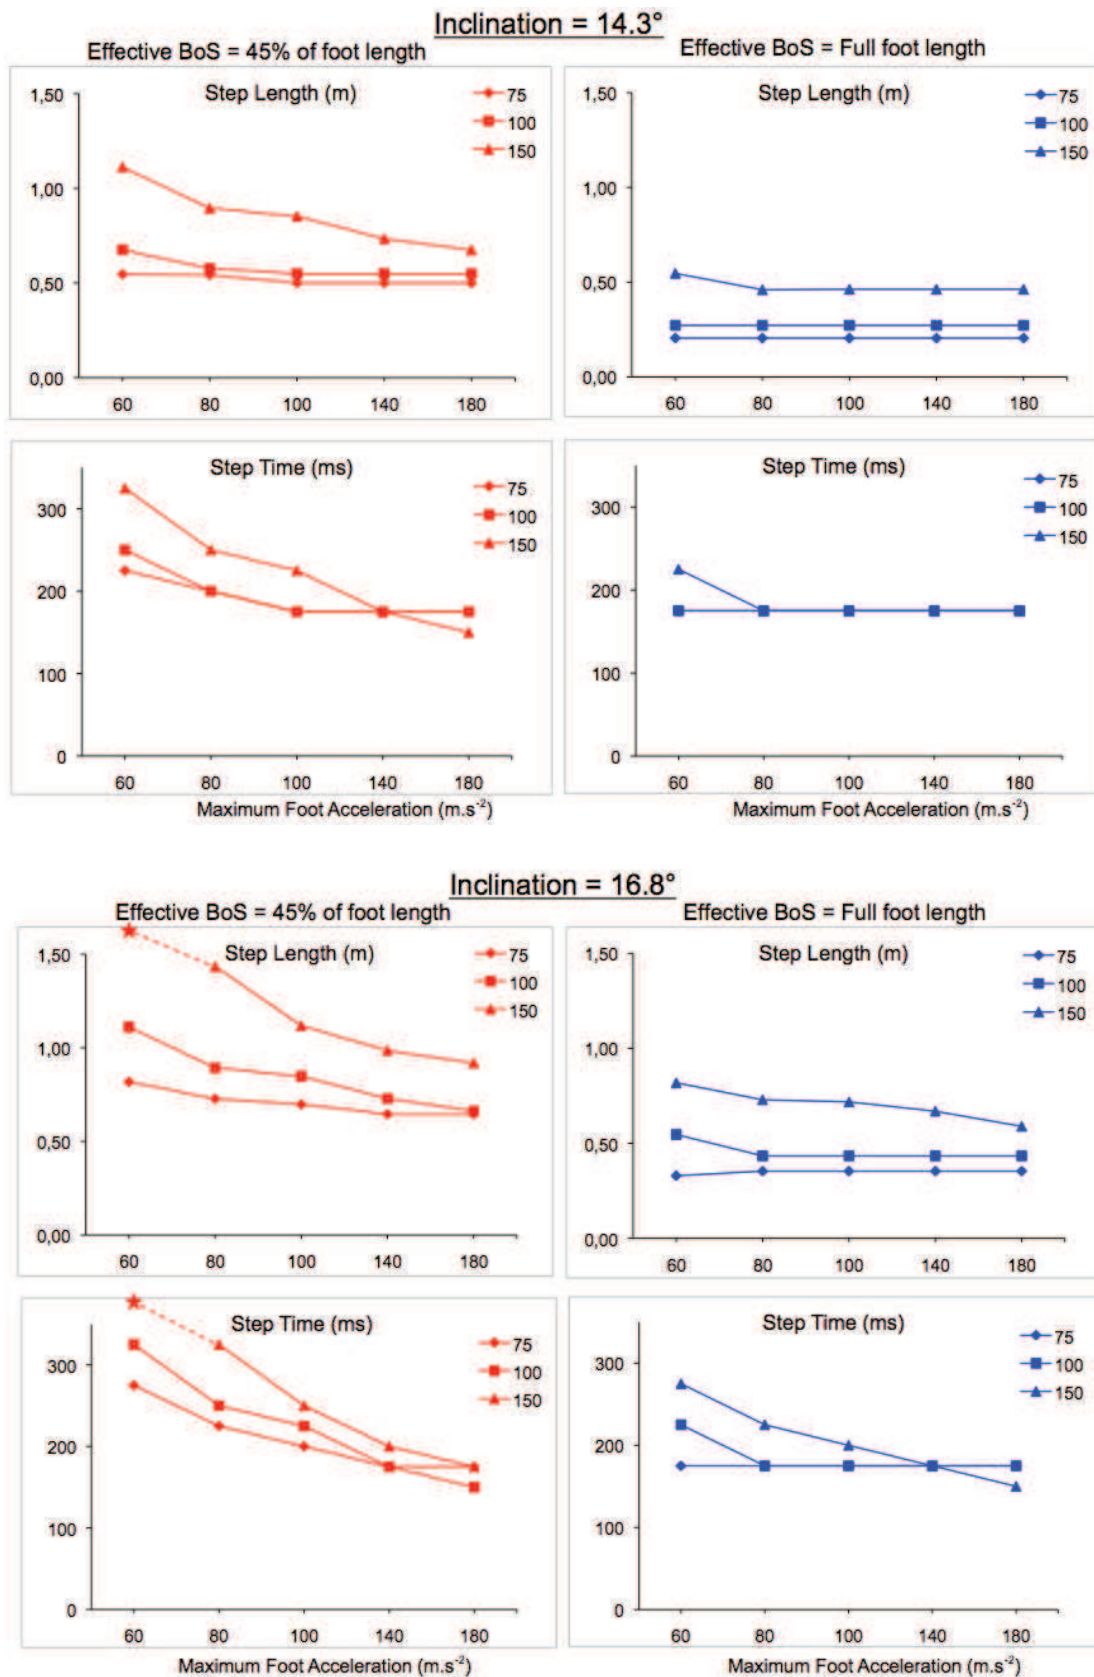 Inclination = 14.3°
Effective BoS = 45% of foot length
Effective BoS = Full foot length
Step Length (m)
1,50
1,00
0,50
0,00
75
100
150
60 80 100 140 180
Step Length (m)
1,50
1,00
0,50
0,00
75
100
150
60 80 100 140 180
Step Time (ms)
300
200
100
0
75
100
150
60 80 100 140 180
Maximum Foot Acceleration (m.s-2)
Step Time (ms)
300
200
100
0
75
100
150
60 80 100 140 180
Maximum Foot Acceleration (m.s-2)
Inclination = 16.8°
Effective BoS = 45% of foot length
Effective BoS = Full foot length
Step Length (m)
1,50
1,00
0,50
0,00
75
100
150
60 80 100 140 180
Step Length (m)
1,50
1,00
0,50
0,00
75
100
150
60 80 100 140 180
Step Time (ms)
300
200
100
0
75
100
150
60 80 100 140 180
Maximum Foot Acceleration (m.s-2)
Step Time (ms)
300
200
100
0
75
100
150
60 80 100 140 180
Maximum Foot Acceleration (m.s-2)